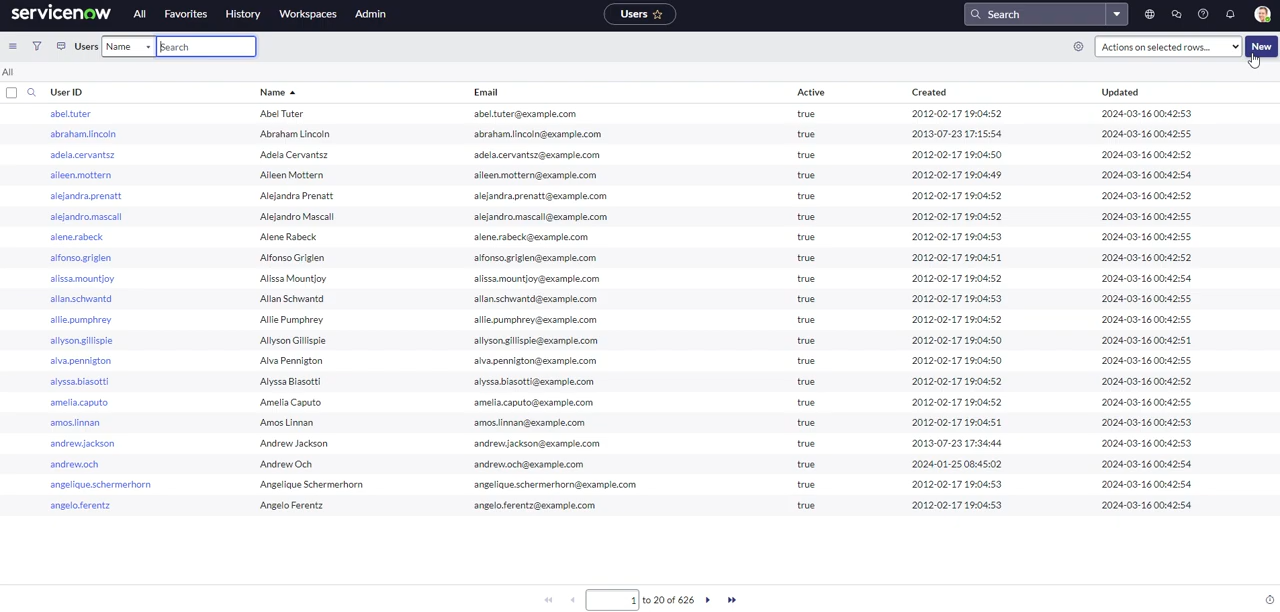 servicenow All Favorites History Workspaces Admin Users Search
Users Name Search Actions on selected rows... New
All
User ID Name Email Active Created Updated
abel.tuter Abel Tuter abel.tuter@example.com true 2012-02-17 19:04:52 2024-03-16 00:42:53
abraham.lincoln Abraham Lincoln abraham.lincoln@example.com true 2013-07-23 17:15:54 2024-03-16 00:42:55
adela.cervantsz Adela Cervantsz adela.cervantsz@example.com true 2012-02-17 19:04:50 2024-03-16 00:42:52
aileen.mottern Aileen Mottern aileen.mottern@example.com true 2012-02-17 19:04:49 2024-03-16 00:42:54
alejandra.prenatt Alejandra Prenatt alejandra.prenatt@example.com true 2012-02-17 19:04:52 2024-03-16 00:42:52
alejandro.mascall Alejandro Mascall alejandro.mascall@example.com true 2012-02-17 19:04:52 2024-03-16 00:42:55
alene.rabeck Alene Rabeck alene.rabeck@example.com true 2012-02-17 19:04:53 2024-03-16 00:42:55
alfonso.griglen Alfonso Griglen alfonso.griglen@example.com true 2012-02-17 19:04:51 2024-03-16 00:42:52
alissa.mountjoy Alissa Mountjoy alissa.mountjoy@example.com true 2012-02-17 19:04:52 2024-03-16 00:42:54
allan.schwantd Allan Schwantd allan.schwantd@example.com true 2012-02-17 19:04:53 2024-03-16 00:42:55
allie.pumphrey Allie Pumphrey allie.pumphrey@example.com true 2012-02-17 19:04:52 2024-03-16 00:42:55
allyson.gillispie Allyson Gillispie allyson.gillispie@example.com true 2012-02-17 19:04:50 2024-03-16 00:42:51
alva.pennigton Alva Pennigton alva.pennigton@example.com true 2012-02-17 19:04:50 2024-03-16 00:42:55
alyssa.biasotti Alyssa Biasotti alyssa.biasotti@example.com true 2012-02-17 19:04:52 2024-03-16 00:42:52
amelia.caputo Amelia Caputo amelia.caputo@example.com true 2012-02-17 19:04:52 2024-03-16 00:42:55
amos.linnan Amos Linnan amos.linnan@example.com true 2012-02-17 19:04:51 2024-03-16 00:42:53
andrew.jackson Andrew Jackson andrew.jackson@example.com true 2013-07-23 17:34:44 2024-03-16 00:42:53
andrew.och Andrew Och andrew.och@example.com true 2024-01-25 08:45:02 2024-03-16 00:42:54
angelique.schermerhorn Angelique Schermerhorn angelique.schermerhorn@example.com true 2012-02-17 19:04:53 2024-03-16 00:42:54
angelo.ferentz Angelo Ferentz angelo.ferentz@example.com true 2012-02-17 19:04:53 2024-03-16 00:42:54
1 to 20 of 626